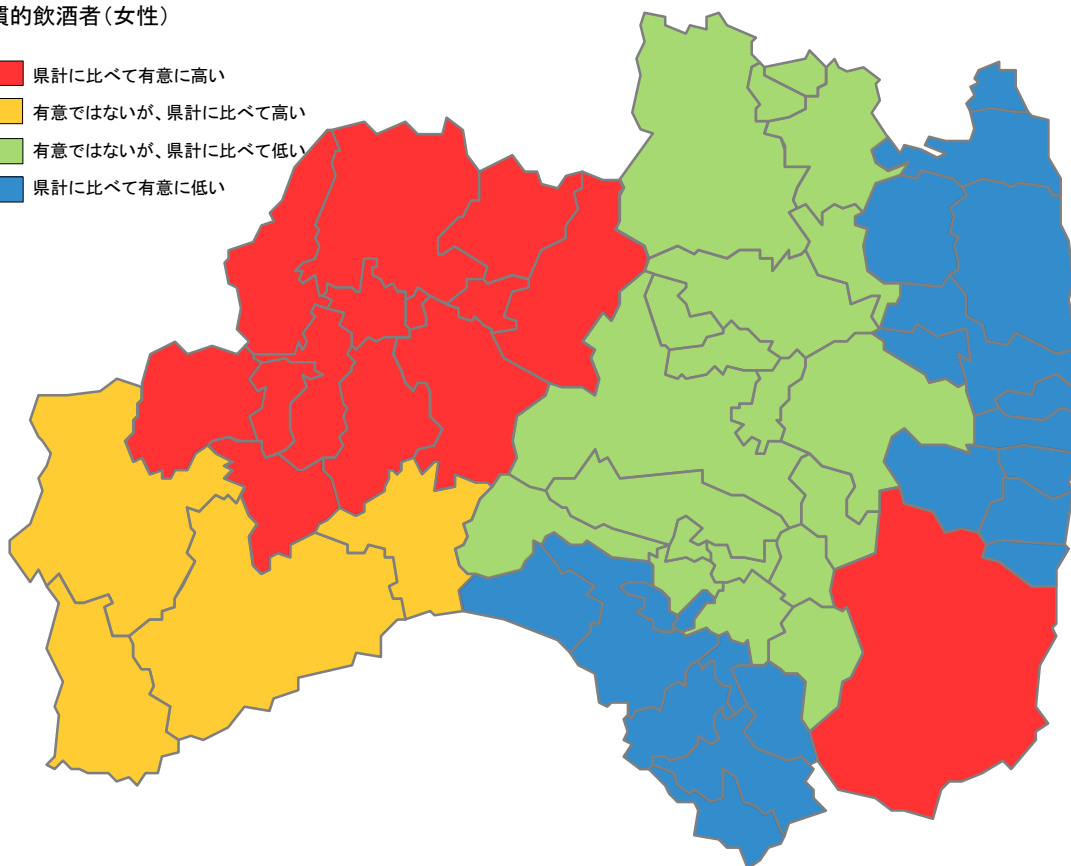 慣的飲酒者(女性)
県計に比べて有意に高い
有意ではないが、県計に比べて高い
有意ではないが、県計に比べて低い
県計に比べて有意に低い